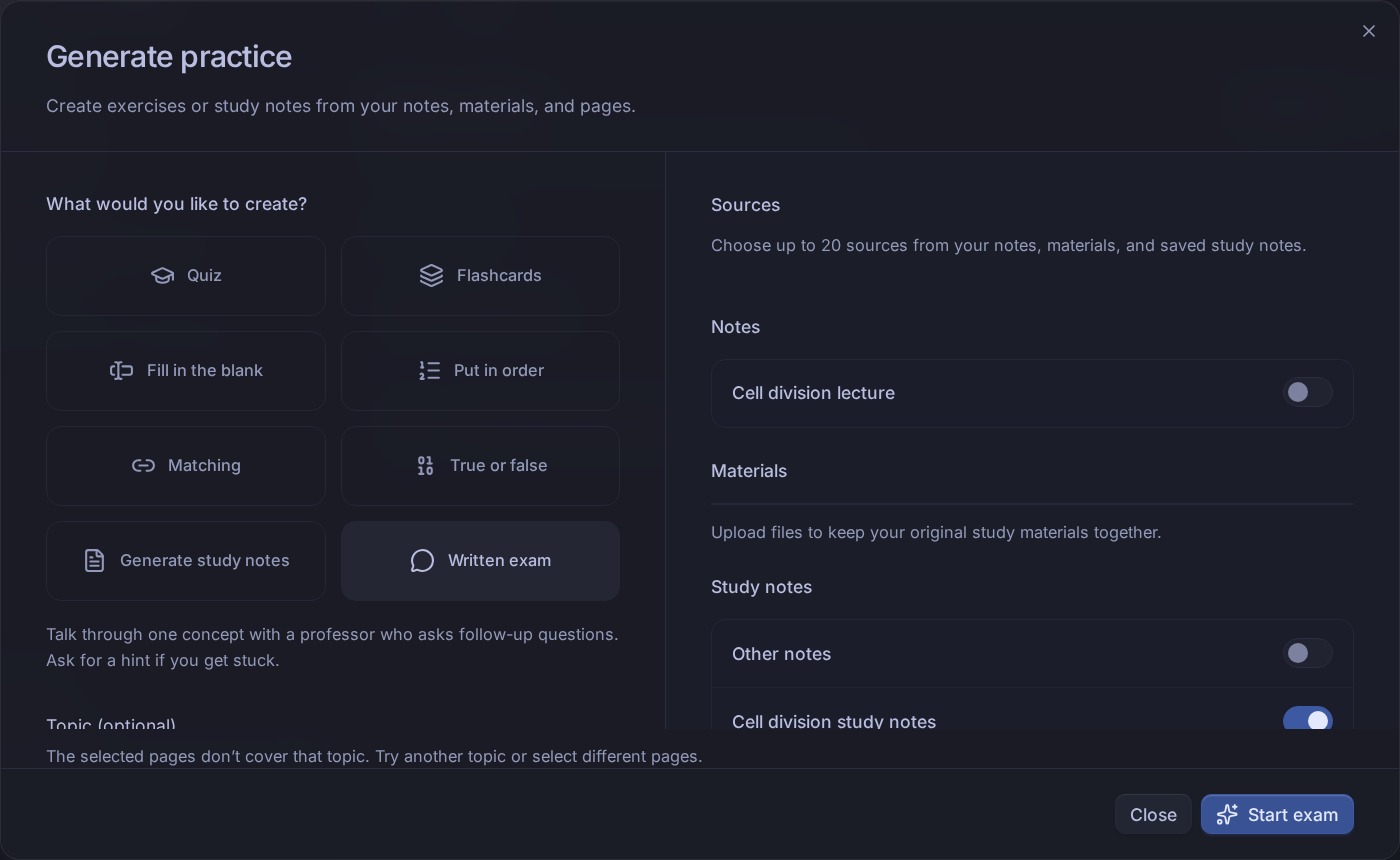 Generate practice
Create exercises or study notes from your notes, materials, and pages.
What would you like to create?
Quiz
Flashcards
Fill in the blank
Put in order
Matching
True or false
Generate study notes
Written exam
Talk through one concept with a professor who asks follow-up questions.
Ask for a hint if you get stuck.
Topic (optional)
Sources
Choose up to 20 sources from your notes, materials, and saved study notes.
Notes
Cell division lecture
Materials
Upload files to keep your original study materials together.
Study notes
Other notes
Cell division study notes
The selected pages don’t cover that topic. Try another topic or select different pages.
Close
Start exam